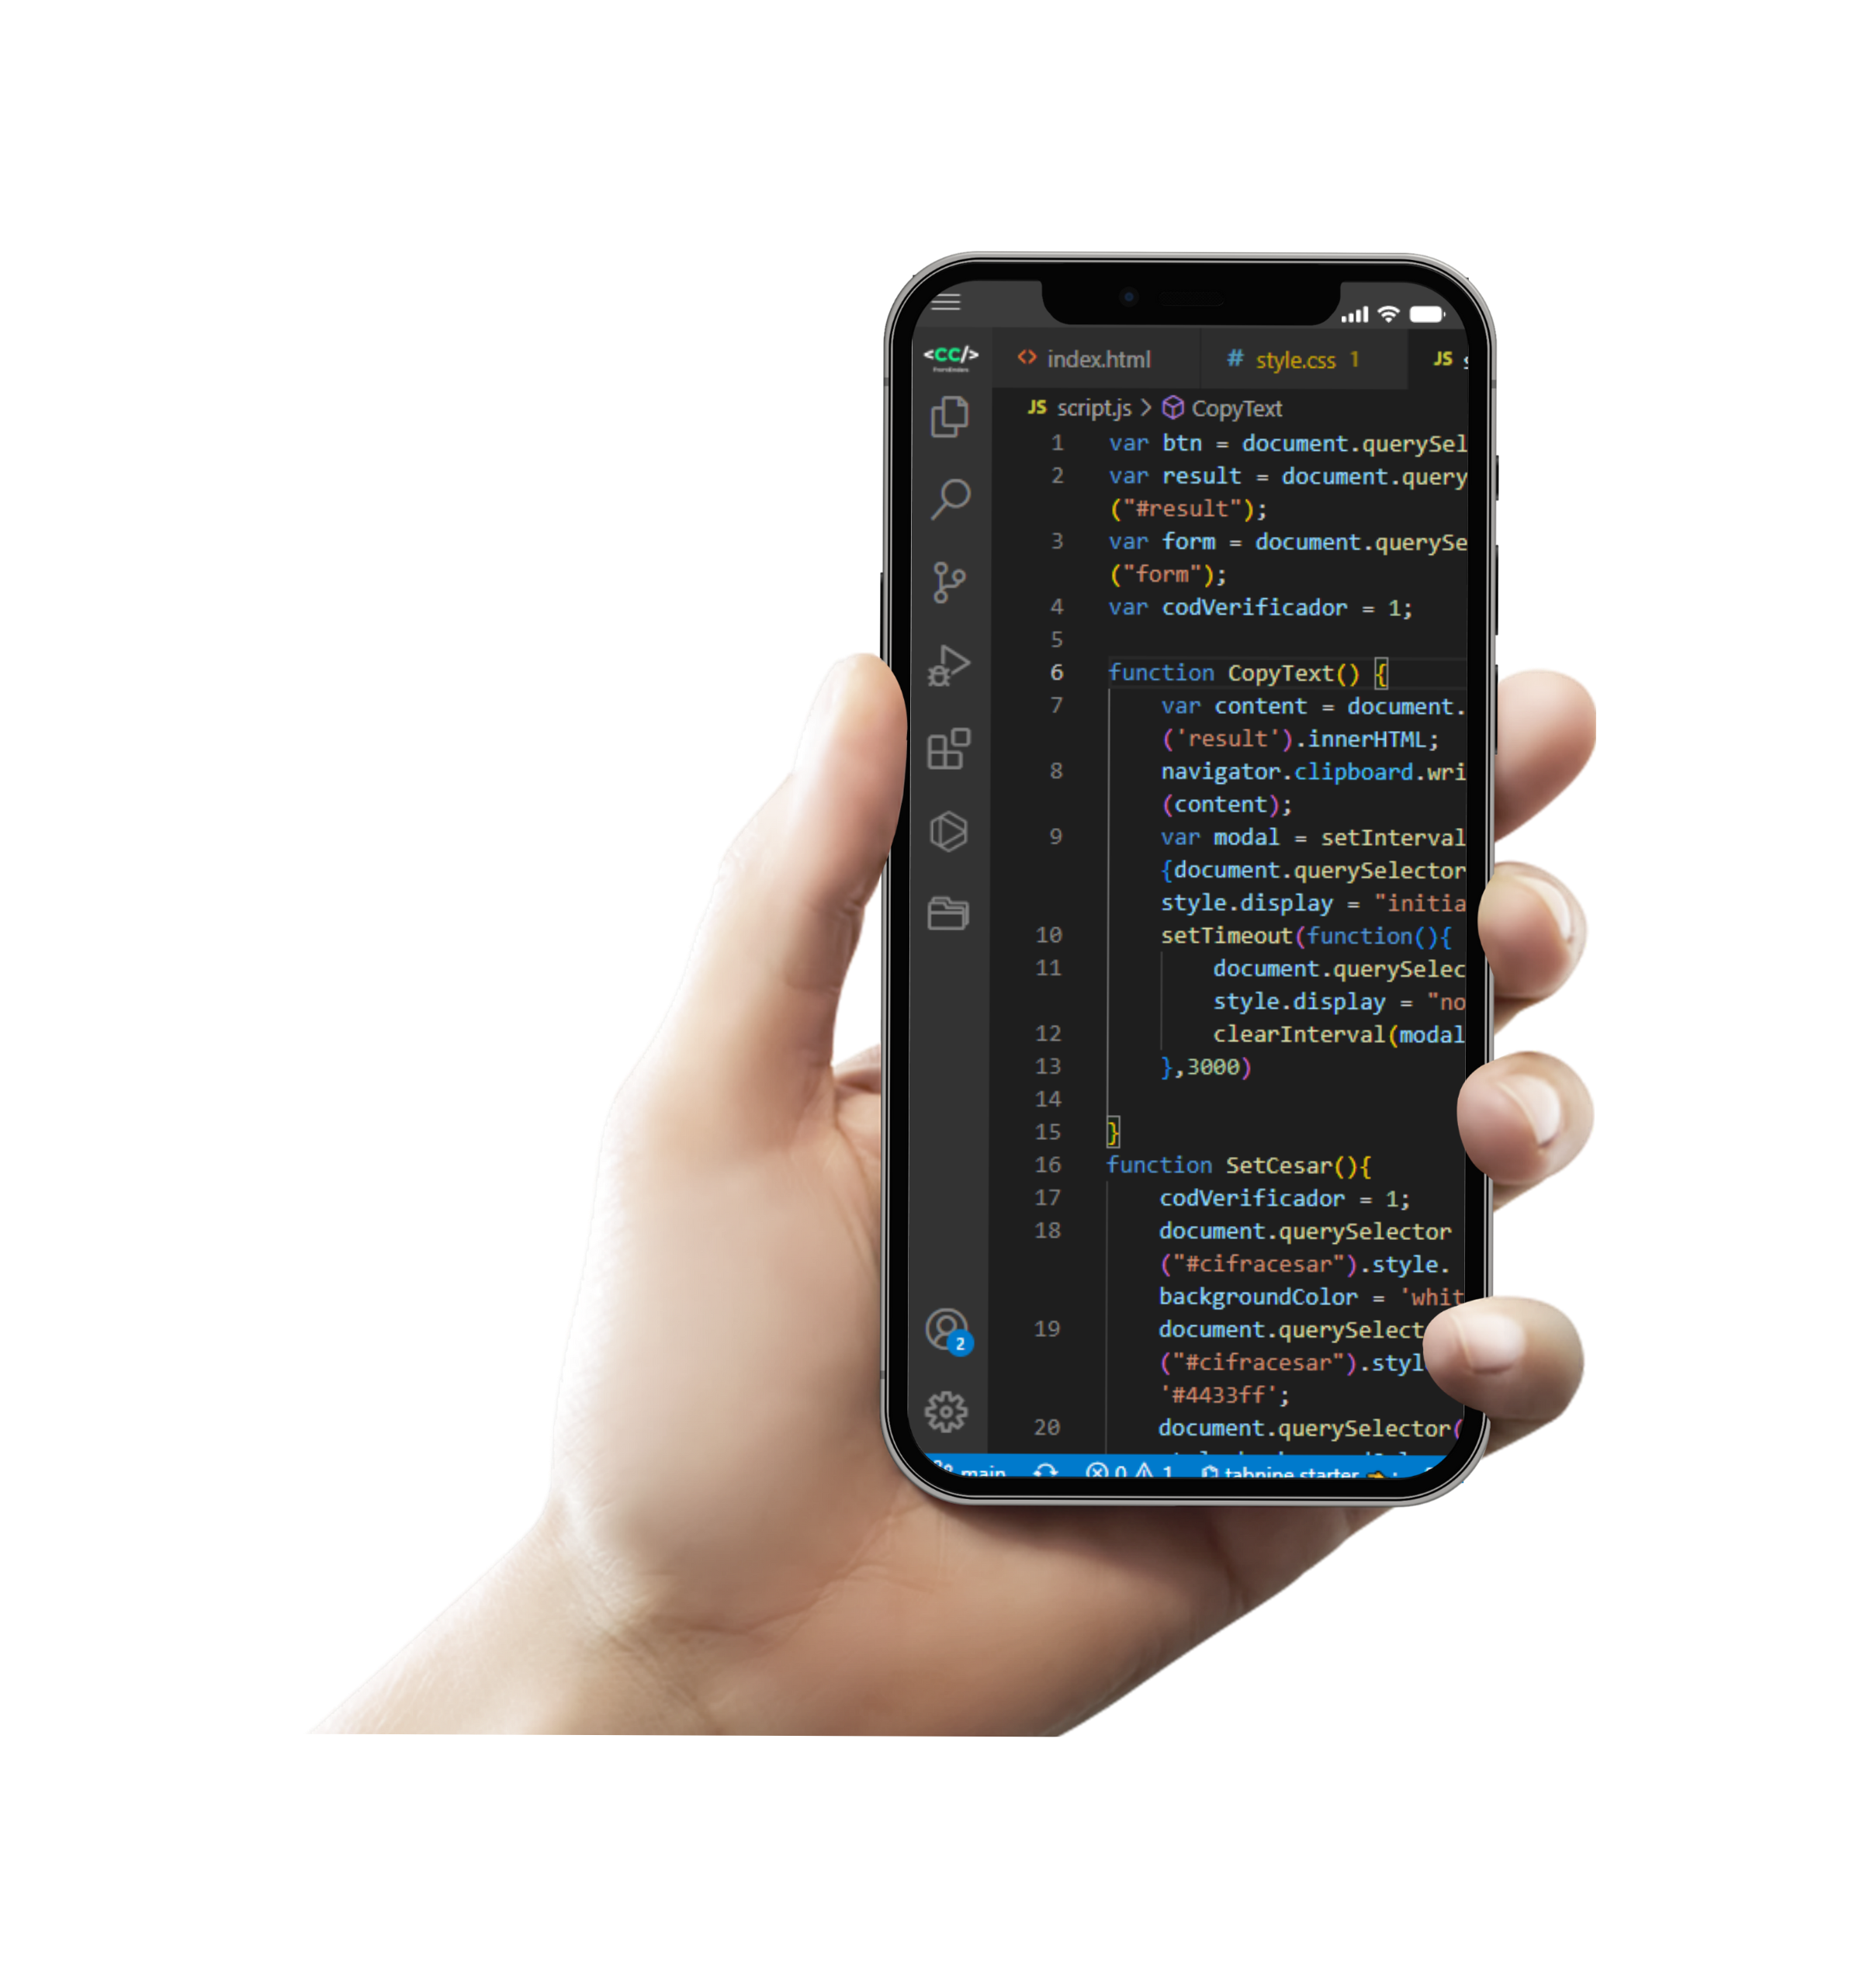 <CC/>
index.html # style.css 1 JS
JS script.js > CopyText
1 var btn = document.querySel
2 var result = document.query
("#result");
3 var form = document.querySe
("form");
4 var codVerificador = 1;
5
6 function CopyText() {
7 var content = document.
('result').innerHTML;
8 navigator.clipboard.wri
(content);
9 var modal = setInterval
{document.querySelector
style.display = "initia
10 setTimeout(function(){
11 document.querySelec
style.display = "no
12 clearInterval(modal
13 },3000)
14
15 }
16 function SetCesar(){
17 codVerificador = 1;
18 document.querySelector
("#cifracesar").style.
backgroundColor = 'whit
19 document.querySelect
("#cifracesar").styl
'#4433ff';
20 document.querySelector(
2
main 0 1 tabnine starter